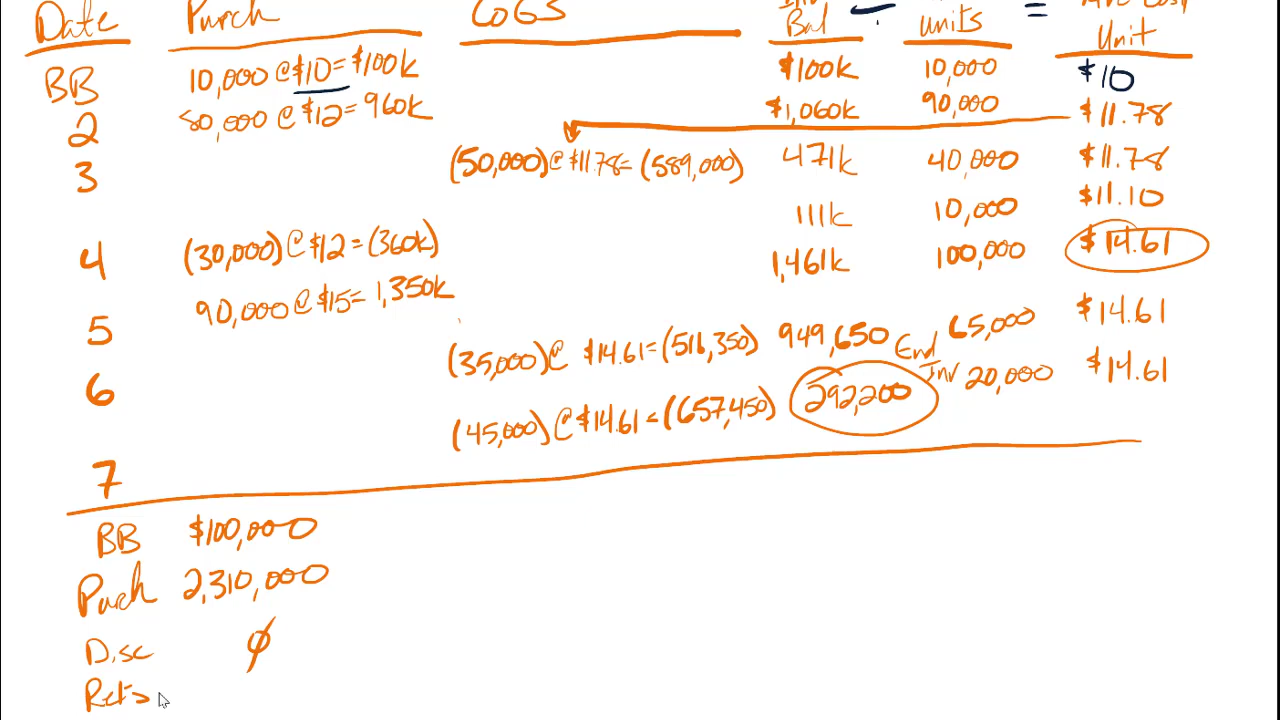 Date Purch COGS Bal units = Unit
BB 10,000 @ $10 = $100k $100k 10,000 $10
2 80,000 @ $12 = 960k $1,060k 90,000 $11.78
3 (50,000) @ $11.78 = (589,000) 471k 40,000 $11.78
4 (30,000) @ $12 = (360k) 111k 10,000 $11.10
90,000 @ $15 = 1,350k 1,461k 100,000 $14.61
5 (35,000) @ $14.61 = (516,350) 949,650 65,000 $14.61
6 (45,000) @ $14.61 = (657,450) 292,200 End Inv 20,000 $14.61
7
BB $100,000
Purch 2,310,000
Disc ∅
Rets